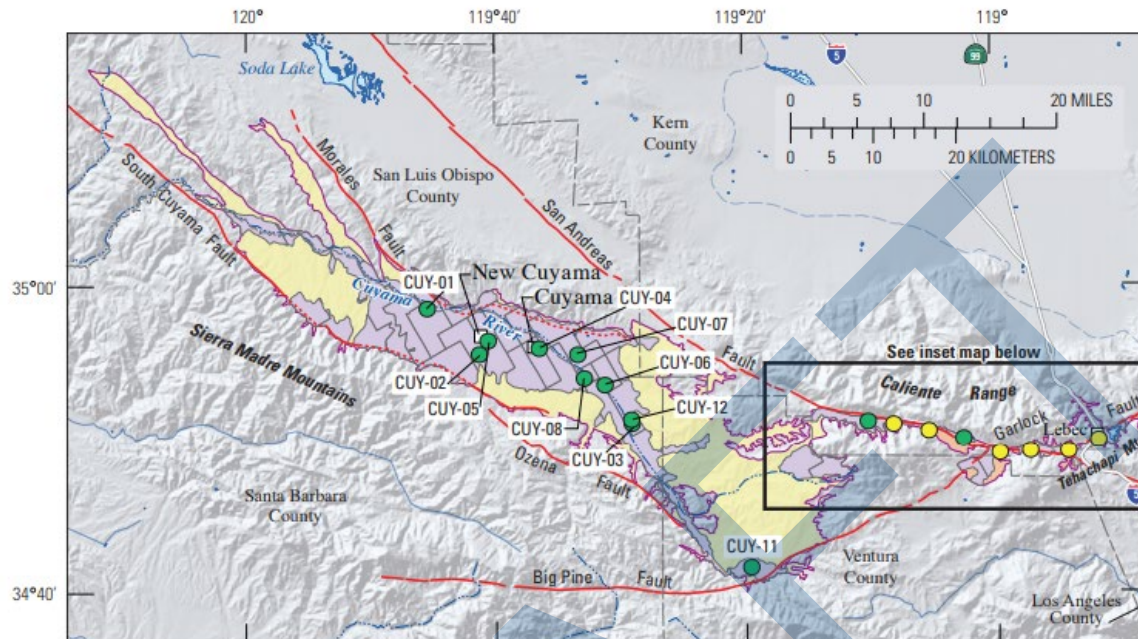 120° 119°40' 119°20' 119°
Soda Lake
5
99
0 5 10 20 MILES
0 5 10 20 KILOMETERS
Kern
County
Morales
Fault
San Luis Obispo
County
South Cuyama Fault
San Andreas
Fault
35°00'
CUY-01
New Cuyama
Cuyama
CUY-04
Cuyama
River
CUY-07
Sierra Madre Mountains
CUY-02
CUY-06
See inset map below
Caliente Range
CUY-05
CUY-12
Garlock
Fault
CUY-08
Lebec
CUY-03
Ozena
Fault
Santa Barbara
County
CUY-11
Ventura
County
34°40'
Big Pine Fault
Los Angeles
County